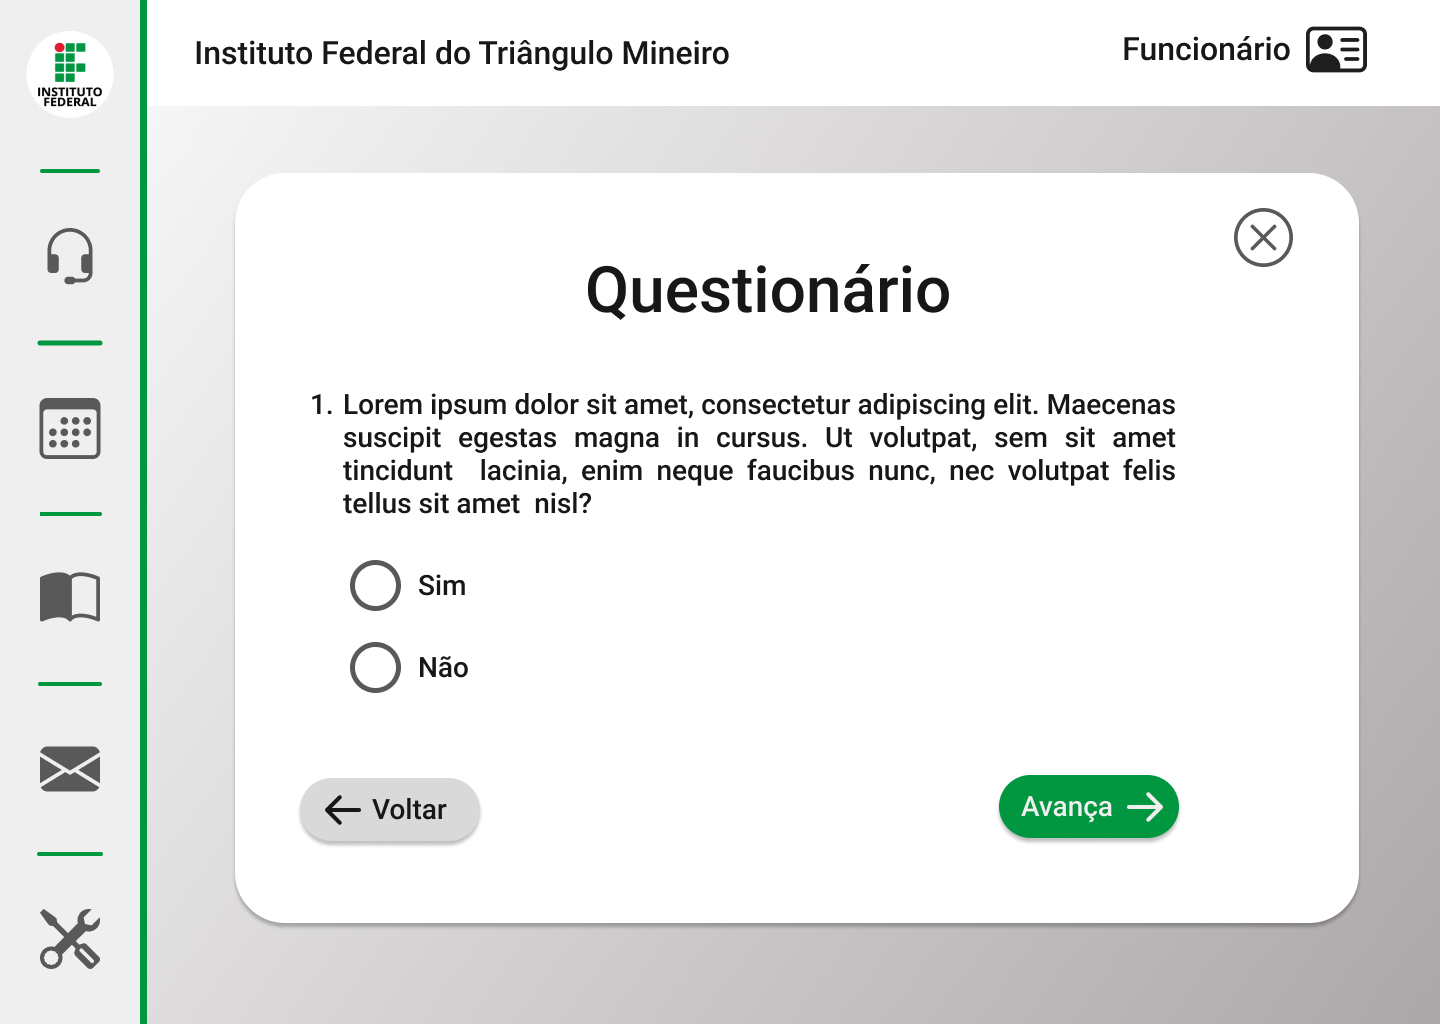 INSTITUTO
FEDERAL
Instituto Federal do Triângulo Mineiro
Funcionário
Questionário
1. Lorem ipsum dolor sit amet, consectetur adipiscing elit. Maecenas
suscipit egestas magna in cursus. Ut volutpat, sem sit amet
tincidunt lacinia, enim neque faucibus nunc, nec volutpat felis
tellus sit amet nisl?
Sim
Não
Voltar
Avança